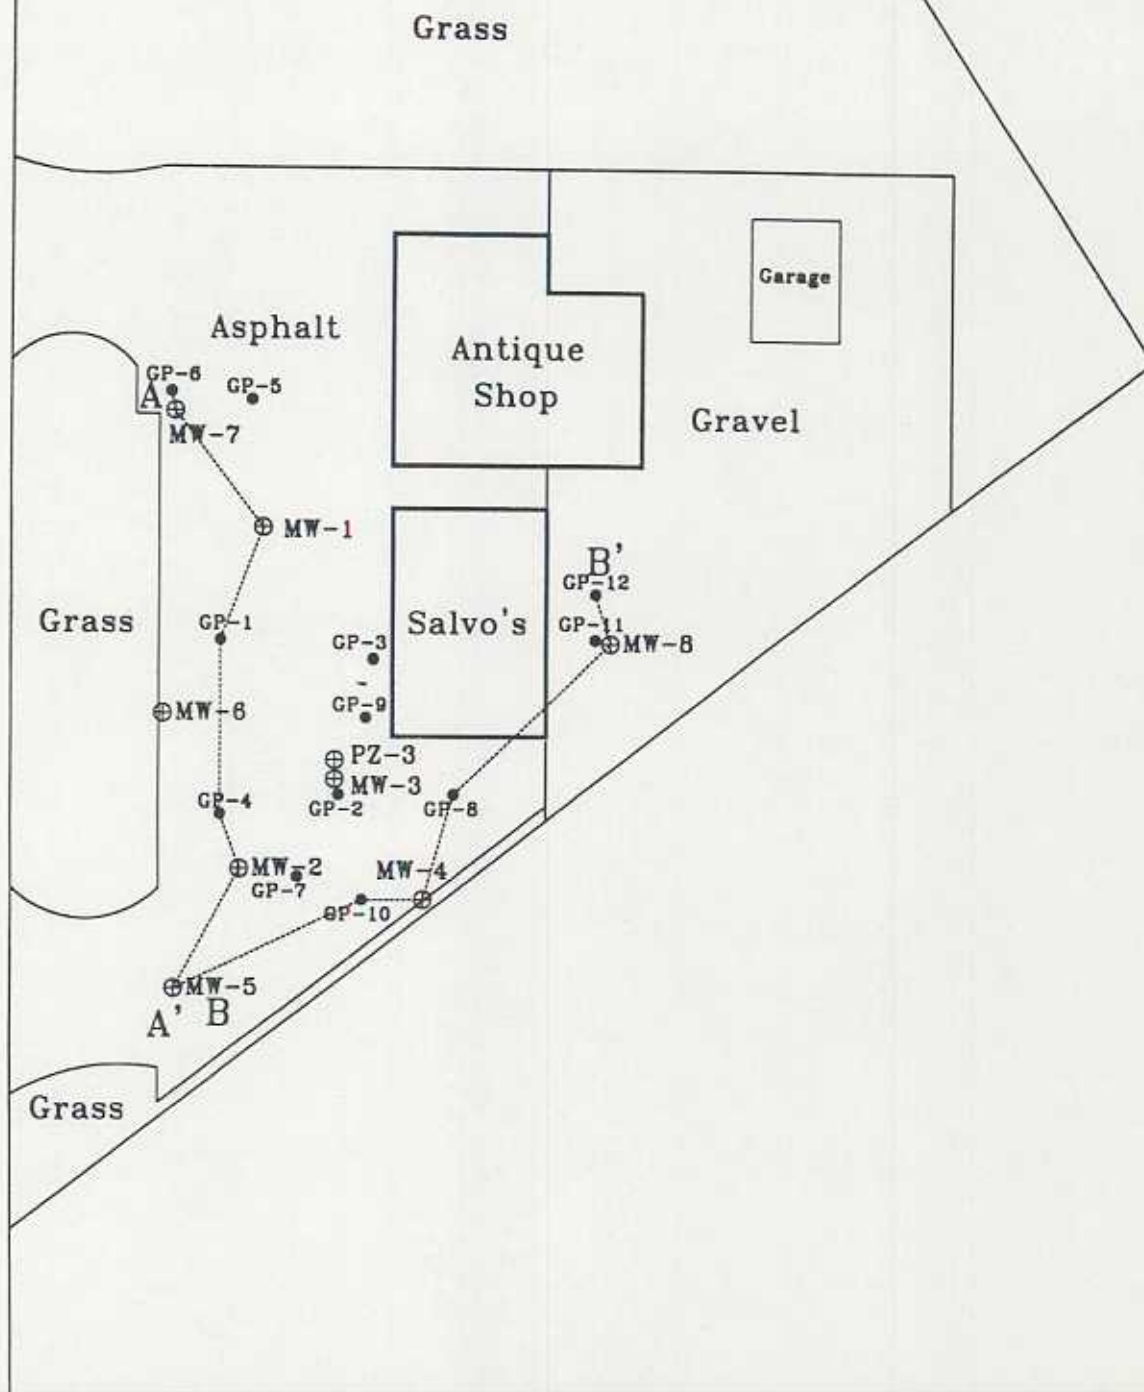 Grass
Garage
Asphalt
Antique
Shop
GP-6
GP-5
A
MW-7
Gravel
MW-1
B'
GP-12
Grass
GP-1
Salvo's
GP-11
GP-3
MW-8
MW-6
GP-9
PZ-3
MW-3
GP-4
GP-2
GP-8
MW-2
MW-4
GP-7
GP-10
MW-5
A'
B
Grass